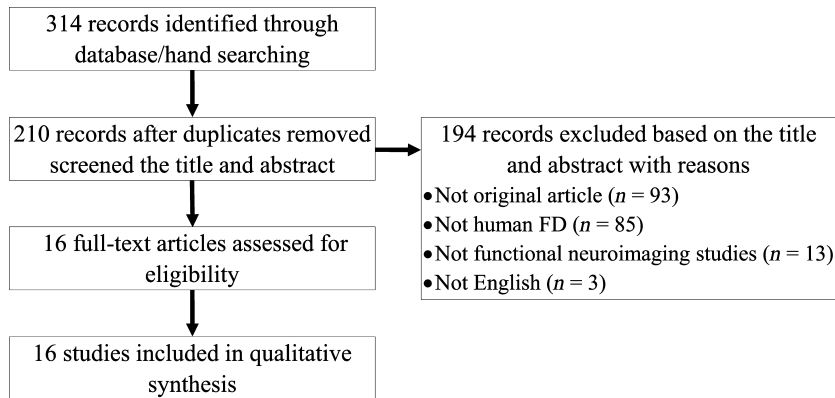 314 records identified through
database/hand searching
210 records after duplicates removed
screened the title and abstract
194 records excluded based on the title
and abstract with reasons
●Not original article (n = 93)
●Not human FD (n = 85)
●Not functional neuroimaging studies (n = 13)
●Not English (n = 3)
16 full-text articles assessed for
eligibility
16 studies included in qualitative
synthesis